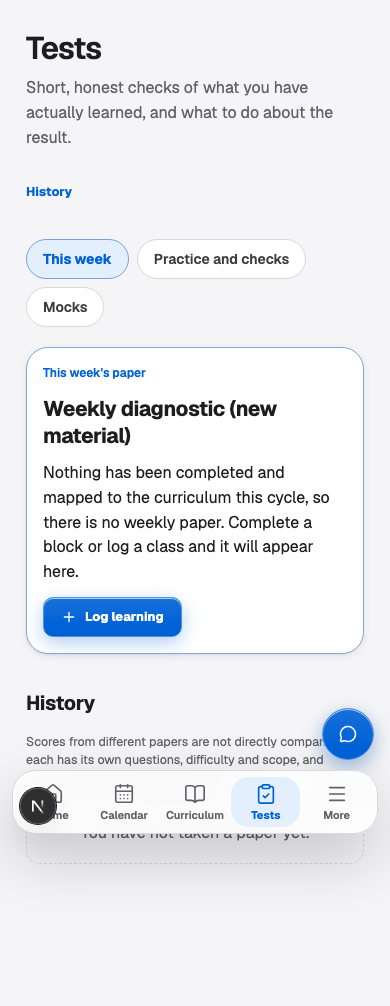 Tests
Short, honest checks of what you have
actually learned, and what to do about the
result.
History
This week
Practice and checks
Mocks
This week's paper
Weekly diagnostic (new
material)
Nothing has been completed and
mapped to the curriculum this cycle, so
there is no weekly paper. Complete a
block or log a class and it will appear
here.
Log learning
History
Scores from different papers are not directly
each has its own questions, difficulty and scope, and
N
Calendar
Curriculum
Tests
More
You have not taken a paper yet.